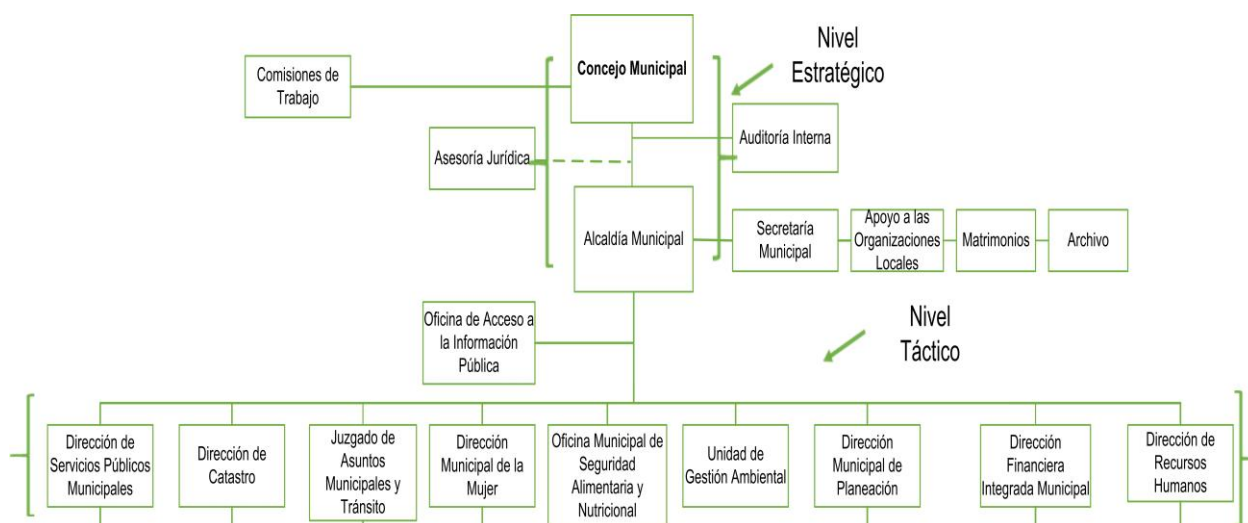 Nivel
Estratégico
Concejo Municipal
Comisiones de
Trabajo
Auditoría Interna
Asesoría Jurídica
Alcaldía Municipal
Secretaría
Municipal
Apoyo a las
Organizaciones
Locales
Matrimonios
Archivo
Oficina de Acceso a
la Información
Pública
Nivel
Táctico
Dirección de
Servicios Públicos
Municipales
Dirección de
Catastro
Juzgado de
Asuntos
Municipales y
Tránsito
Dirección
Municipal de la
Mujer
Oficina Municipal de
Seguridad
Alimentaria y
Nutricional
Unidad de
Gestión Ambiental
Dirección
Municipal de
Planeación
Dirección
Financiera
Integrada Municipal
Dirección de
Recursos
Humanos